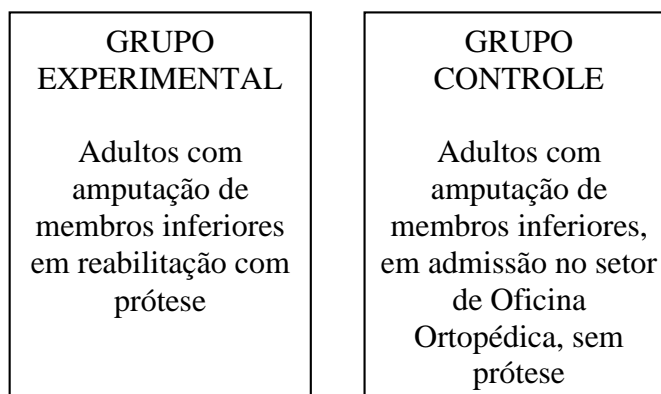 GRUPO
EXPERIMENTAL
Adultos com
amputação de
membros inferiores
em reabilitação com
prótese
GRUPO
CONTROLE
Adultos com
amputação de
membros inferiores,
em admissão no setor
de Oficina
Ortopédica, sem
prótese